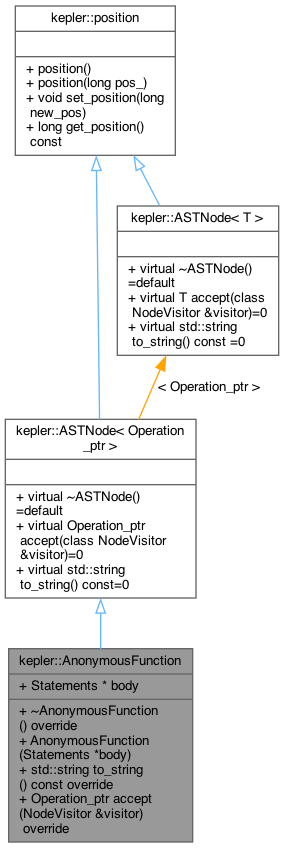 kepler::position
+ position()
+ position(long pos_)
+ void set_position(long
new_pos)
+ long get_position()
const
kepler::ASTNode< T >
+ virtual ~ASTNode()
=default
+ virtual T accept(class
NodeVisitor &visitor)=0
+ virtual std::string
to_string() const =0
< Operation_ptr >
kepler::ASTNode< Operation
_ptr >
+ virtual ~ASTNode()
=default
+ virtual Operation_ptr
accept(class NodeVisitor
&visitor)=0
+ virtual std::string
to_string() const=0
kepler::AnonymousFunction
+ Statements * body
+ ~AnonymousFunction
() override
+ AnonymousFunction
(Statements *body)
+ std::string to_string
() const override
+ Operation_ptr accept
(NodeVisitor &visitor)
override